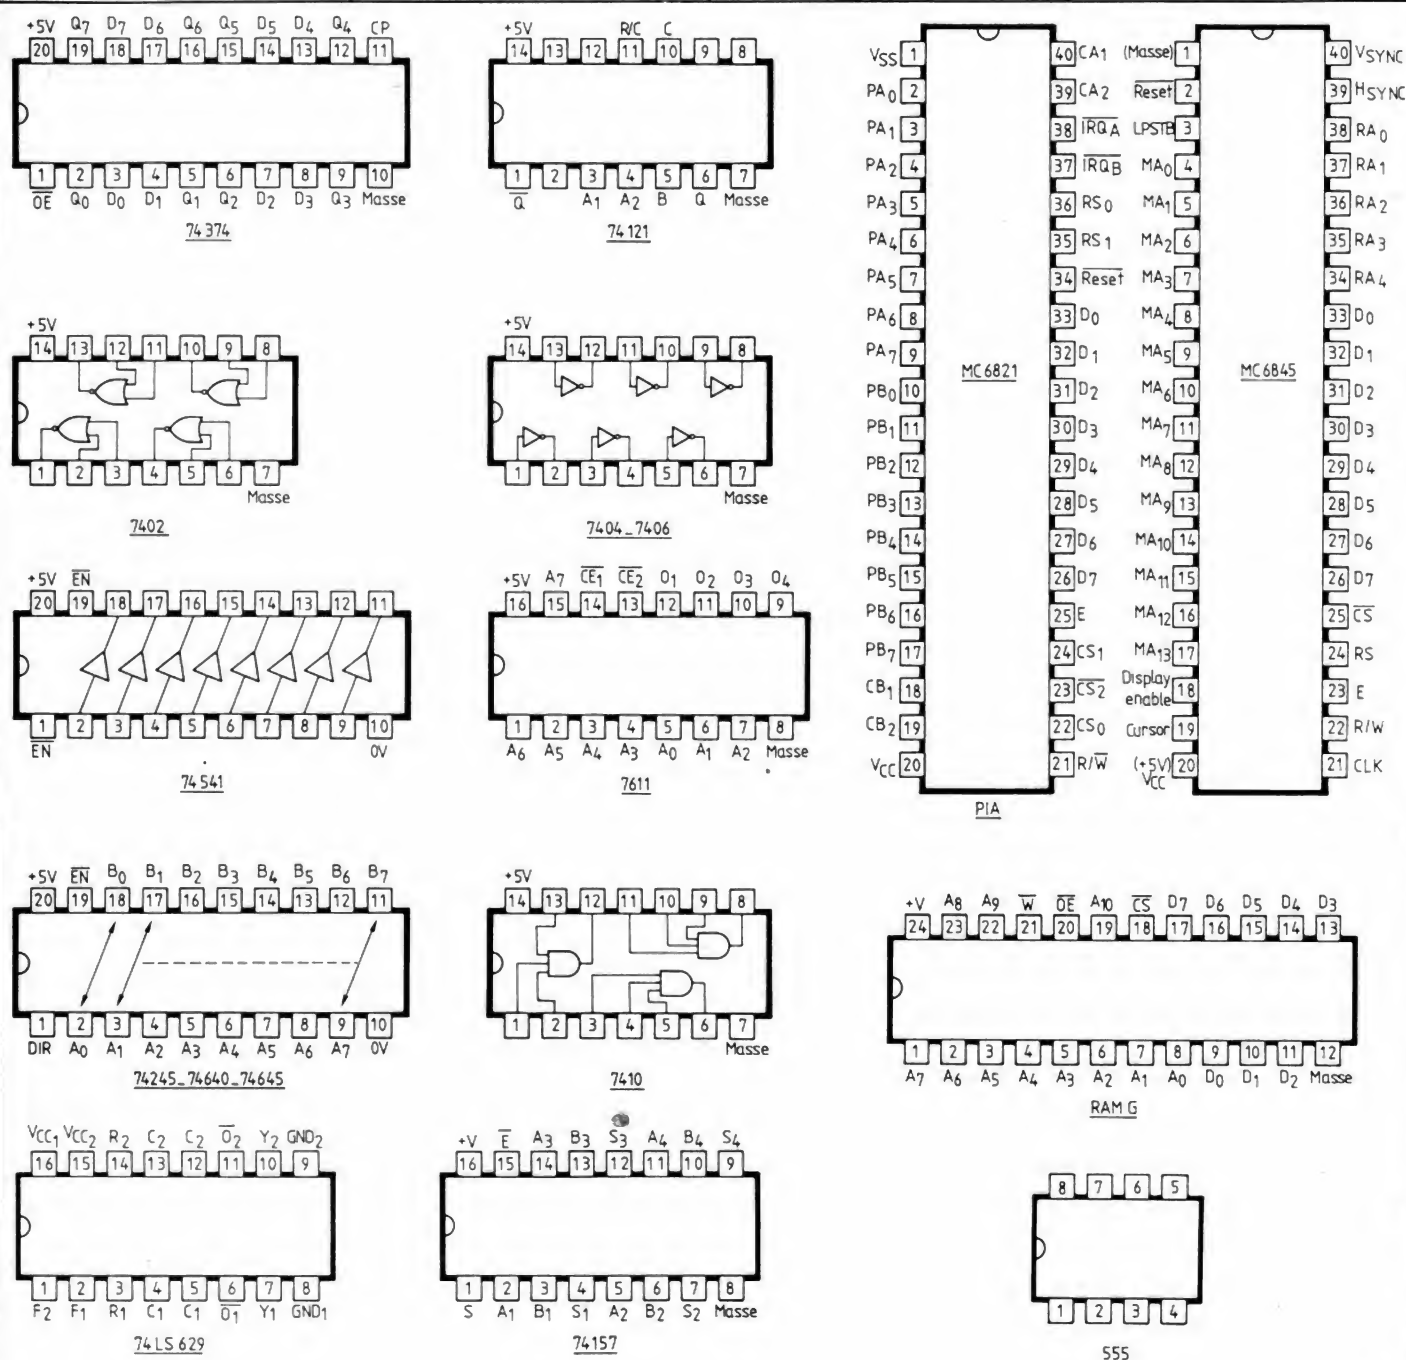 +5V Q7 D7 D6 Q6 Q5 D5 D4 Q4 CP
20 19 18 17 16 15 14 13 12 11
1 2 3 4 5 6 7 8 9 10
O̅E̅ Q0 D0 D1 Q1 Q2 D2 D3 Q3 Masse
74374
+5V R/C C
14 13 12 11 10 9 8
1 2 3 4 5 6 7
Q̅ A1 A2 B Q Masse
74121
+5V
14 13 12 11 10 9 8
1 2 3 4 5 6 7
Masse
7402
+5V
14 13 12 11 10 9 8
1 2 3 4 5 6 7
Masse
7404_7406
+5V E̅N̅
20 19 18 17 16 15 14 13 12 11
1 2 3 4 5 6 7 8 9 10
E̅N̅ 0V
74541
+5V A7 C̅E̅1 C̅E̅2 O1 O2 O3 O4
16 15 14 13 12 11 10 9
1 2 3 4 5 6 7 8
A6 A5 A4 A3 A0 A1 A2 Masse
7611
+5V E̅N̅ B0 B1 B2 B3 B4 B5 B6 B7
20 19 18 17 16 15 14 13 12 11
1 2 3 4 5 6 7 8 9 10
DIR A0 A1 A2 A3 A4 A5 A6 A7 0V
74245_74640_74645
+5V
14 13 12 11 10 9 8
1 2 3 4 5 6 7
Masse
7410
VCC1 VCC2 R2 C2 C2 O̅2 Y2 GND2
16 15 14 13 12 11 10 9
1 2 3 4 5 6 7 8
F2 F1 R1 C1 C1 O̅1 Y1 GND1
74LS629
+V E̅ A3 B3 S3 A4 B4 S4
16 15 14 13 12 11 10 9
1 2 3 4 5 6 7 8
S A1 B1 S1 A2 B2 S2 Masse
74157
VSS 1 40 CA1
PA0 2 39 CA2
PA1 3 38 I̅R̅Q̅A̅
PA2 4 37 I̅R̅Q̅B̅
PA3 5 36 RS0
PA4 6 35 RS1
PA5 7 34 R̅e̅s̅e̅t̅
PA6 8 33 D0
PA7 9 32 D1
MC6821
PB0 10 31 D2
PB1 11 30 D3
PB2 12 29 D4
PB3 13 28 D5
PB4 14 27 D6
PB5 15 26 D7
PB6 16 25 E
PB7 17 24 CS1
CB1 18 23 C̅S̅2
CB2 19 22 CS0
VCC 20 21 R/W̅
PIA
(Masse) 1 40 VSYNC
R̅e̅s̅e̅t̅ 2 39 HSYNC
LPSTB 3 38 RA0
MA0 4 37 RA1
MA1 5 36 RA2
MA2 6 35 RA3
MA3 7 34 RA4
MA4 8 33 D0
MA5 9 32 D1
MC6845
MA6 10 31 D2
MA7 11 30 D3
MA8 12 29 D4
MA9 13 28 D5
MA10 14 27 D6
MA11 15 26 D7
MA12 16 25 C̅S̅
MA13 17 24 RS
Display enable 18 23 E
Cursor 19 22 R/W
(+5V) VCC 20 21 CLK
+V A8 A9 W̅ O̅E̅ A10 C̅S̅ D7 D6 D5 D4 D3
24 23 22 21 20 19 18 17 16 15 14 13
1 2 3 4 5 6 7 8 9 10 11 12
A7 A6 A5 A4 A3 A2 A1 A0 D0 D1 D2 Masse
RAM G
8 7 6 5
1 2 3 4
555